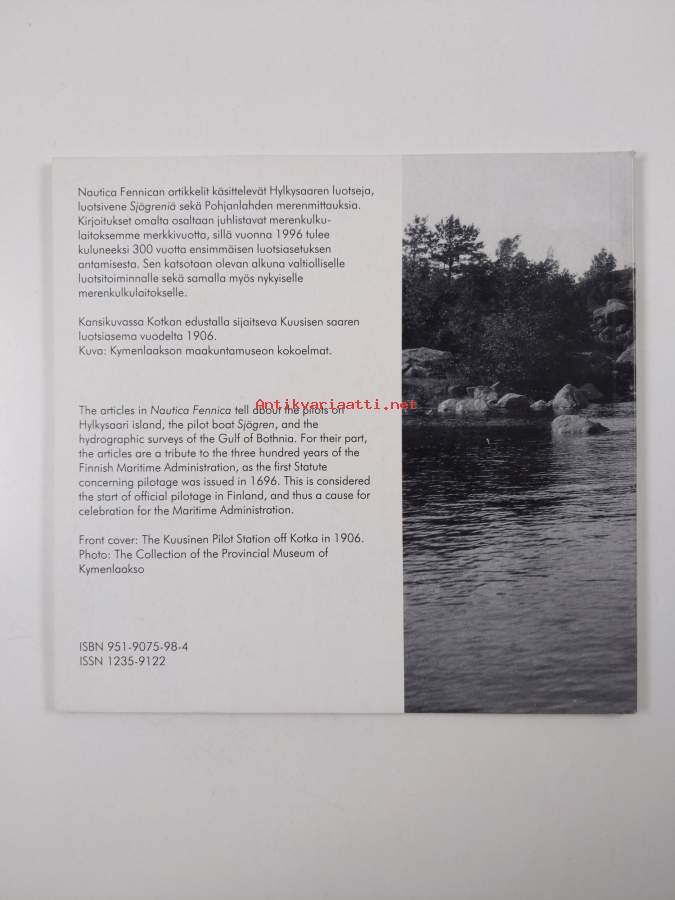 Nautica Fennican artikkelit käsittelevät Hylkysaaren luotseja,
luotsivene Sjögreniä sekä Pohjanlahden merenmittauksia.
Kirjoitukset omalta osaltaan juhlistavat merenkulku-
laitoksemme merkkivuotta, sillä vuonna 1996 tulee
kuluneeksi 300 vuotta ensimmäisen luotsiasetuksen
antamisesta. Sen katsotaan olevan alkuna valtiolliselle
luotsitoiminnalle sekä samalla myös nykyiselle
merenkulkulaitokselle.
Kansikuvassa Kotkan edustalla sijaitseva Kuusisen saaren
luotsiasema vuodelta 1906.
Kuva: Kymenlaakson maakuntamuseon kokoelmat.
Antikvariaatti.net
The articles in Nautica Fennica tell about the pilots on
Hylkysaari island, the pilot boat Sjögren, and the
hydrographic surveys of the Gulf of Bothnia. For their part,
the articles are a tribute to the three hundred years of the
Finnish Maritime Administration, as the first Statute
concerning pilotage was issued in 1696. This is considered
the start of official pilotage in Finland, and thus a cause for
celebration for the Maritime Administration.
Front cover: The Kuusinen Pilot Station off Kotka in 1906.
Photo: The Collection of the Provincial Museum of
Kymenlaakso
ISBN 951-9075-98-4
ISSN 1235-9122